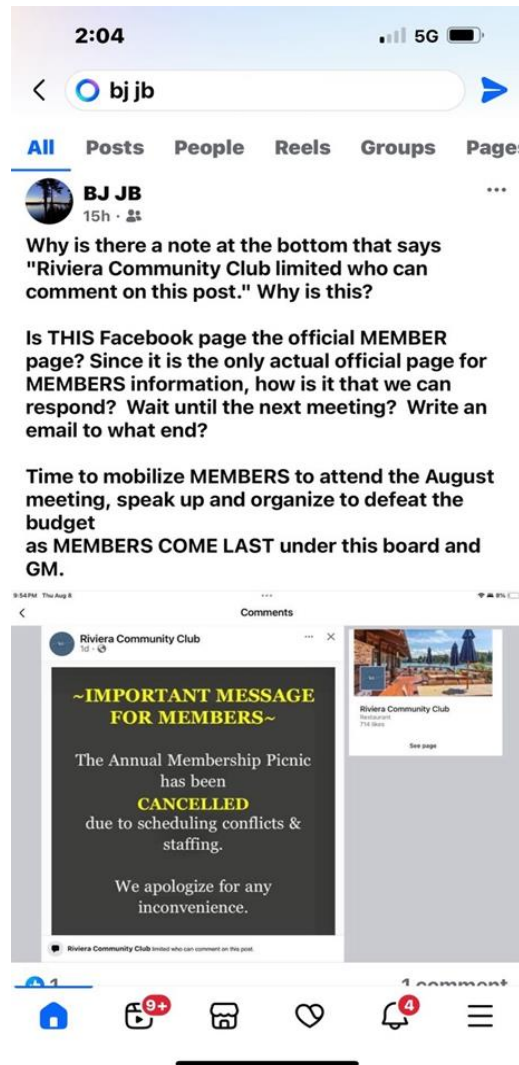 2:04
5G
bj jb
All Posts People Reels Groups Pages
BJ JB
15h ·
Why is there a note at the bottom that says
"Riviera Community Club limited who can
comment on this post." Why is this?
Is THIS Facebook page the official MEMBER
page? Since it is the only actual official page for
MEMBERS information, how is it that we can
respond? Wait until the next meeting? Write an
email to what end?
Time to mobilize MEMBERS to attend the August
meeting, speak up and organize to defeat the
budget
as MEMBERS COME LAST under this board and
GM.
9:54 PM Thu Aug 8
8%
Comments
Riviera Community Club
1d ·
~IMPORTANT MESSAGE
FOR MEMBERS~
The Annual Membership Picnic
has been
CANCELLED
due to scheduling conflicts &
staffing.
We apologize for any
inconvenience.
Riviera Community Club limited who can comment on this post.
Riviera Community Club
Restaurant
714 likes
See page
1
1 comment
9+
4